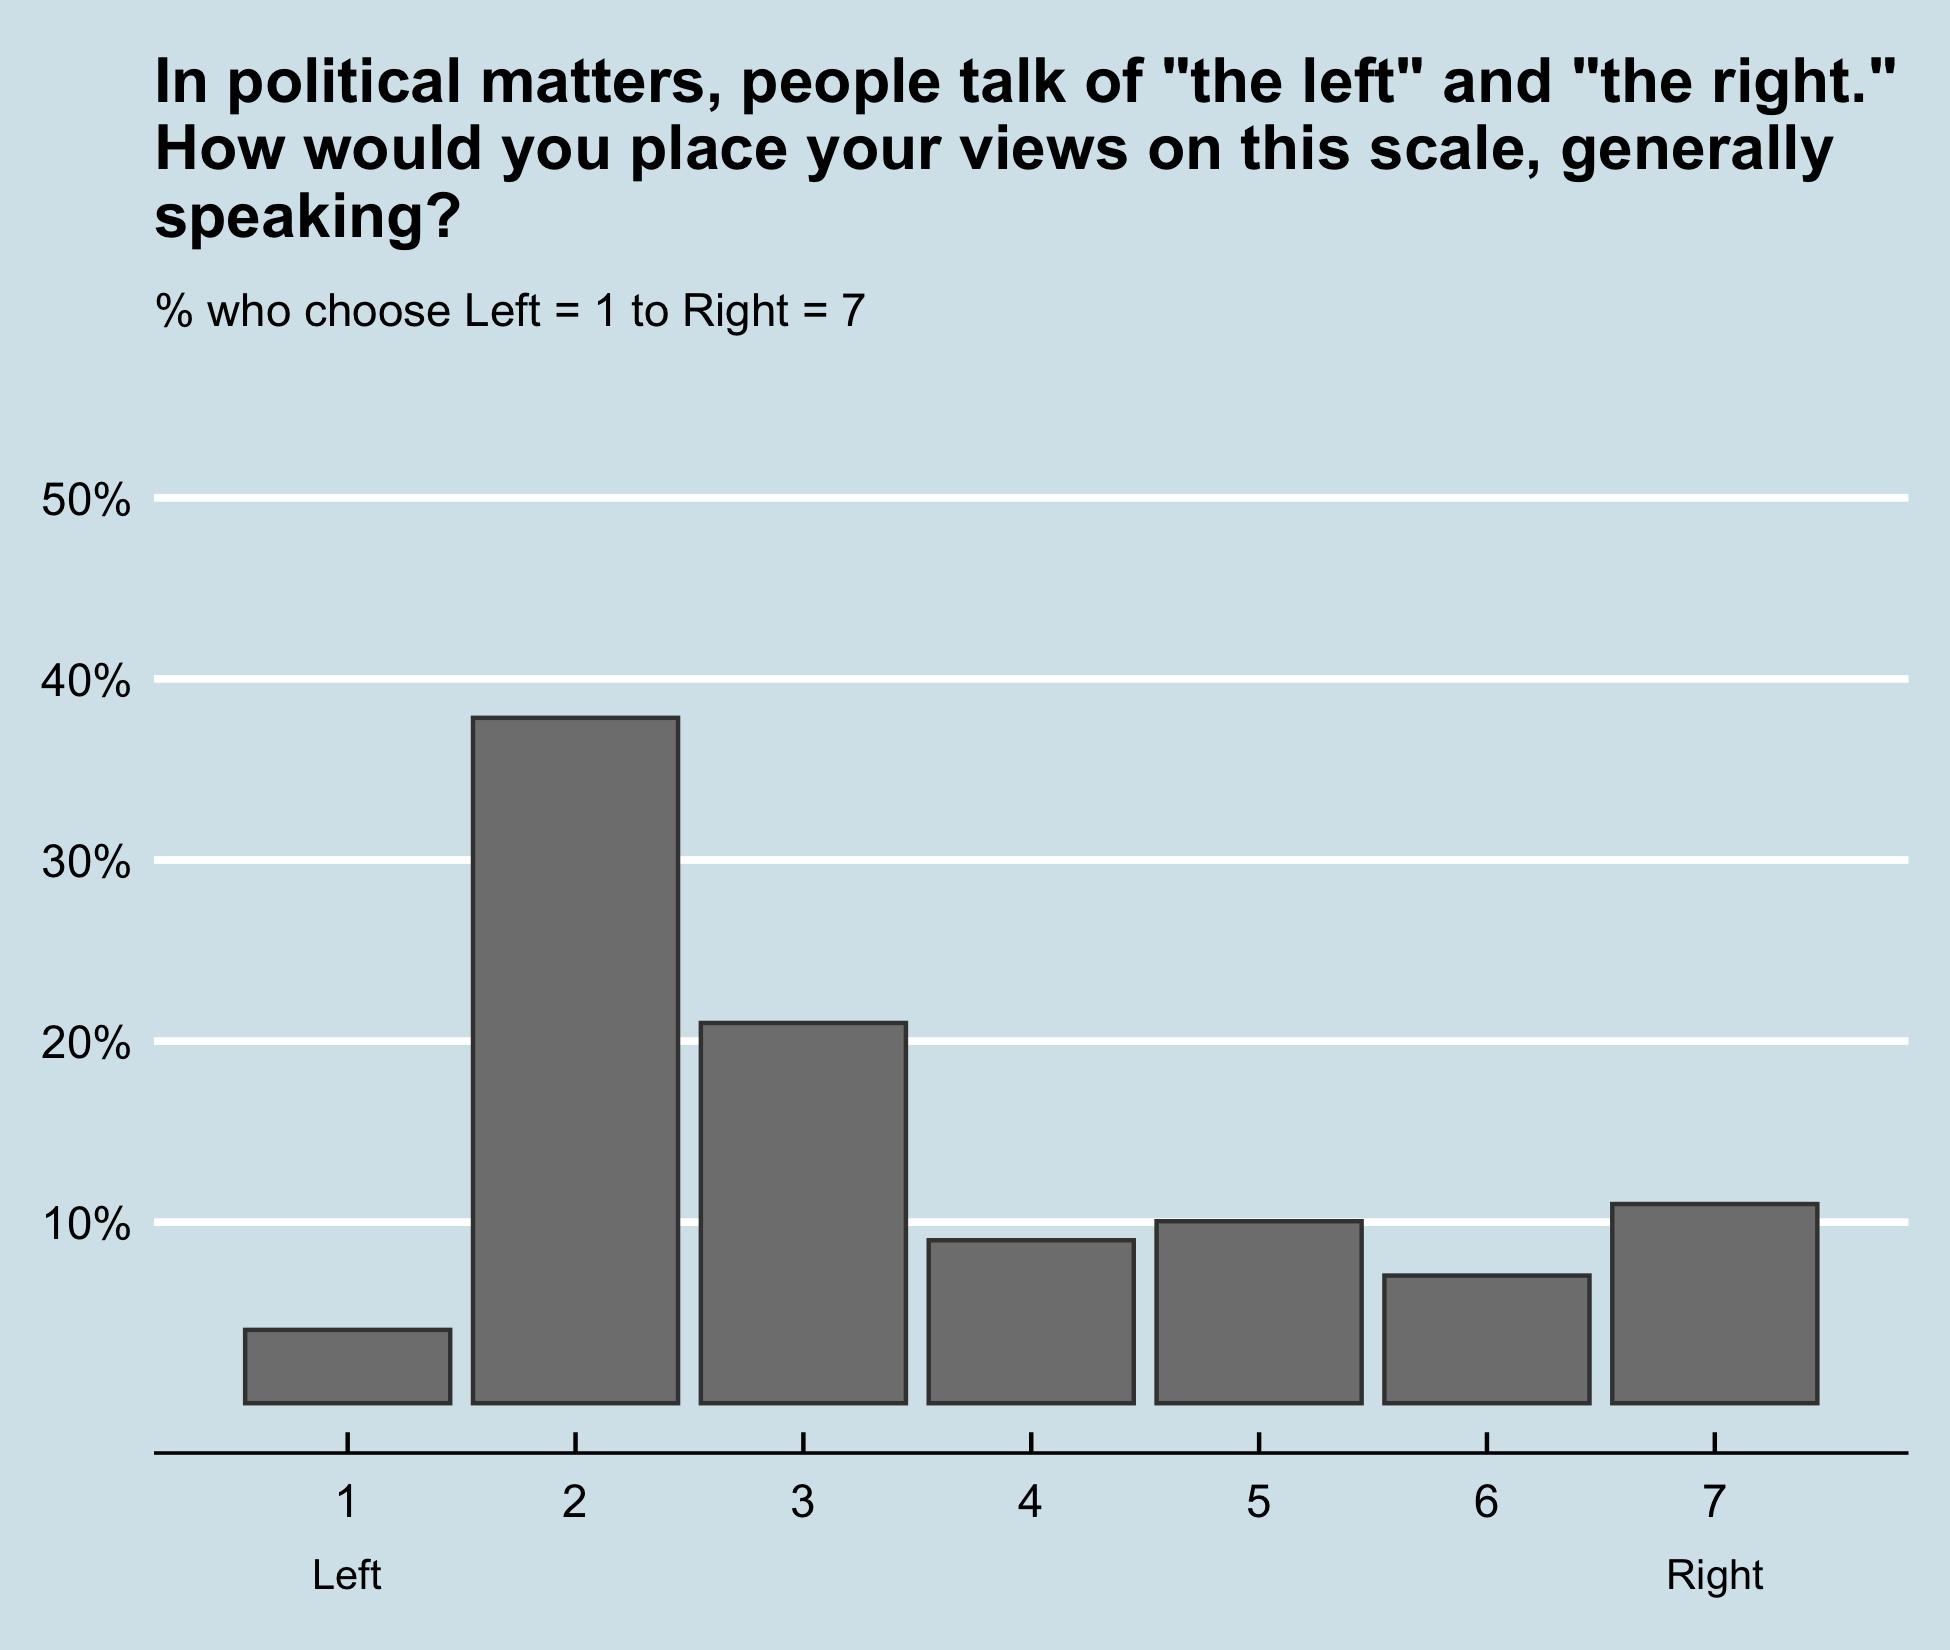 In political matters, people talk of "the left" and "the right."
How would you place your views on this scale, generally
speaking?
% who choose Left = 1 to Right = 7
50%
40%
30%
20%
10%
1 2 3 4 5 6 7
Left Right